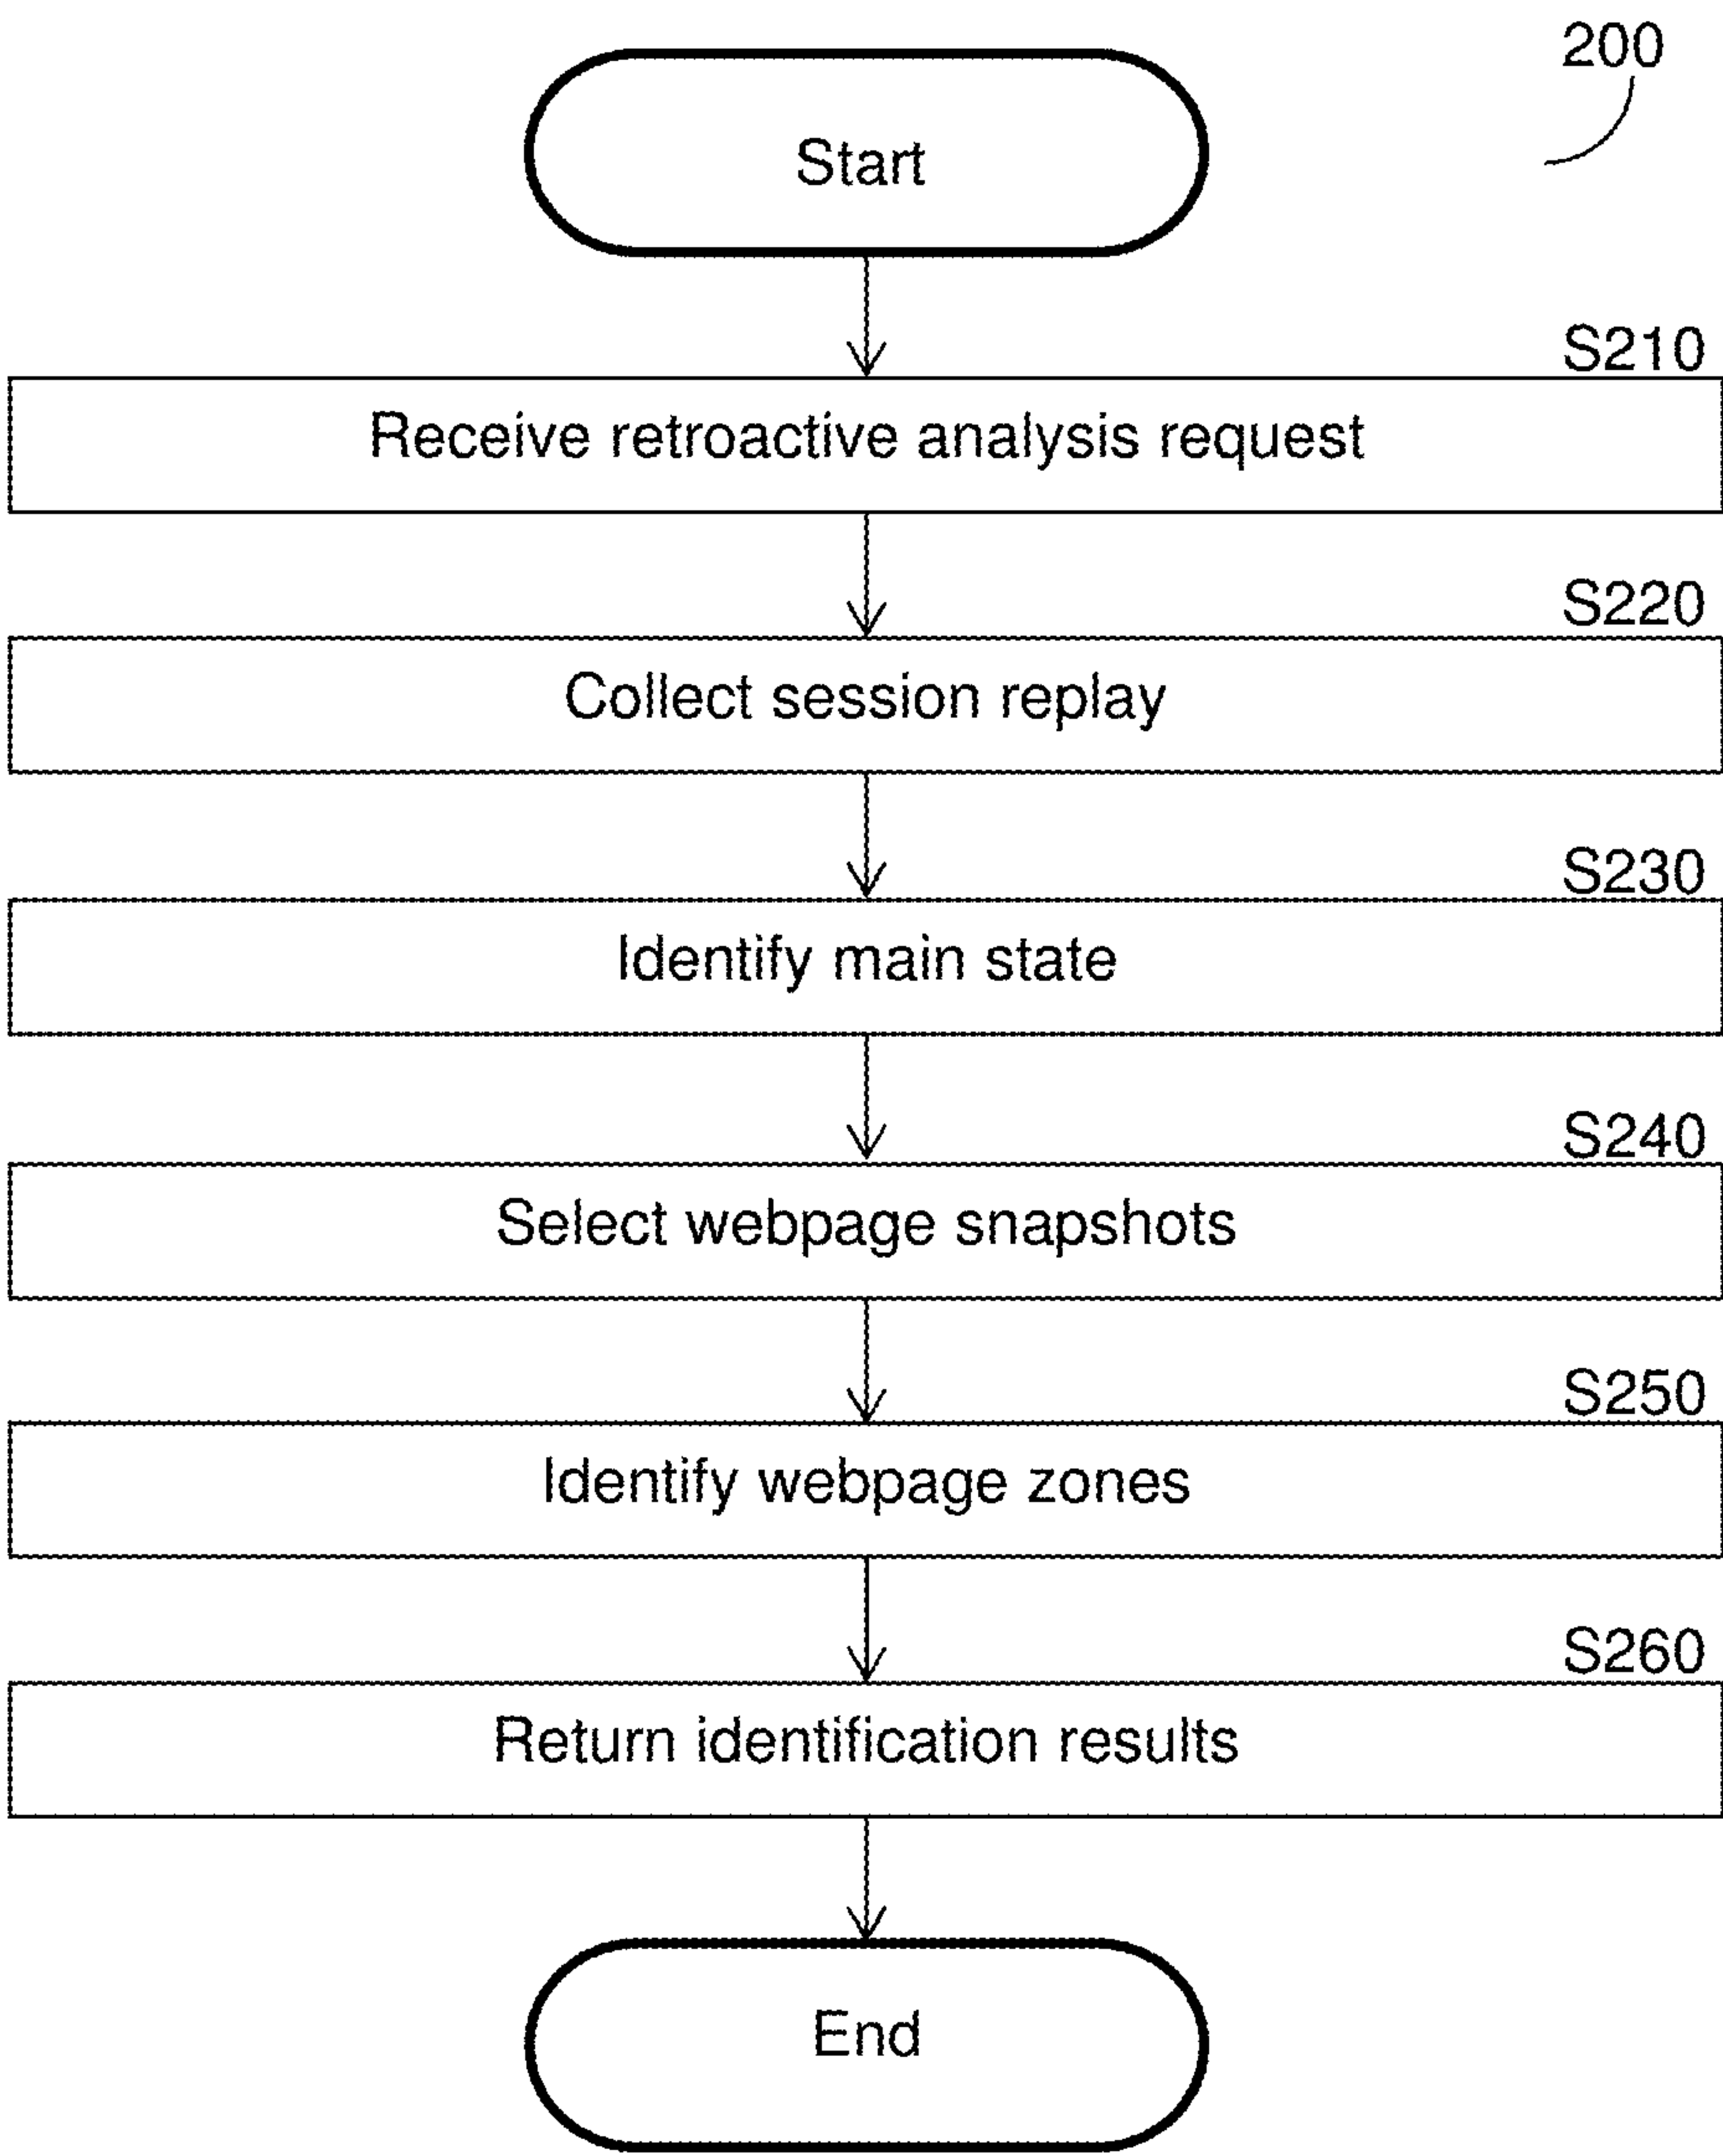 200
Start
S210
Receive retroactive analysis request
S220
Collect session replay
S230
Identify main state
S240
Select webpage snapshots
S250
Identify webpage zones
S260
Return identification results
End